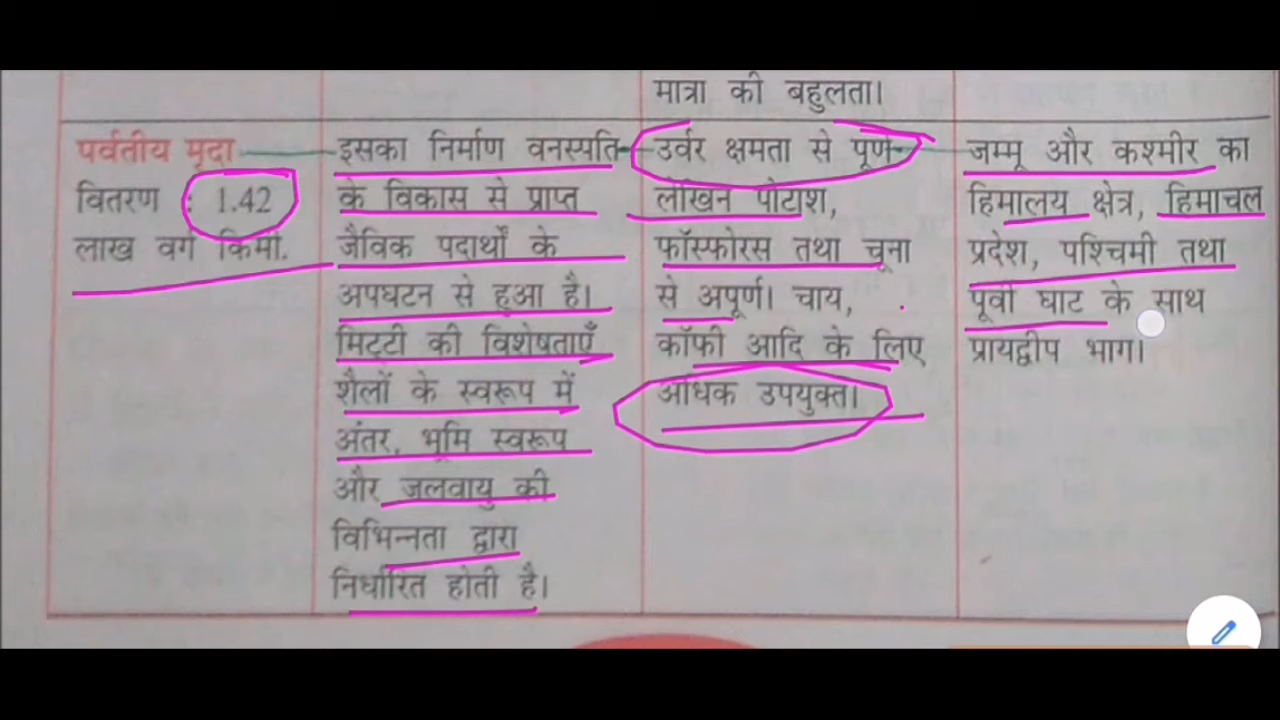 मात्रा की बहुलता।
पर्वतीय मृदा
वितरण : 1.42
लाख वर्ग किमी.
इसका निर्माण वनस्पति
के विकास से प्राप्त
जैविक पदार्थों के
अपघटन से हुआ है।
मिट्टी की विशेषताएँ
शैलों के स्वरूप में
अंतर, भूमि स्वरूप
और जलवायु की
विभिन्नता द्वारा
निर्धारित होती है।
उर्वर क्षमता से पूर्ण
लेखिन पोटाश,
फॉस्फोरस तथा चूना
से अपूर्ण। चाय,
कॉफी आदि के लिए
अधिक उपयुक्त।
जम्मू और कश्मीर का
हिमालय क्षेत्र, हिमाचल
प्रदेश, पश्चिमी तथा
पूर्वी घाट के साथ
प्रायद्वीप भाग।